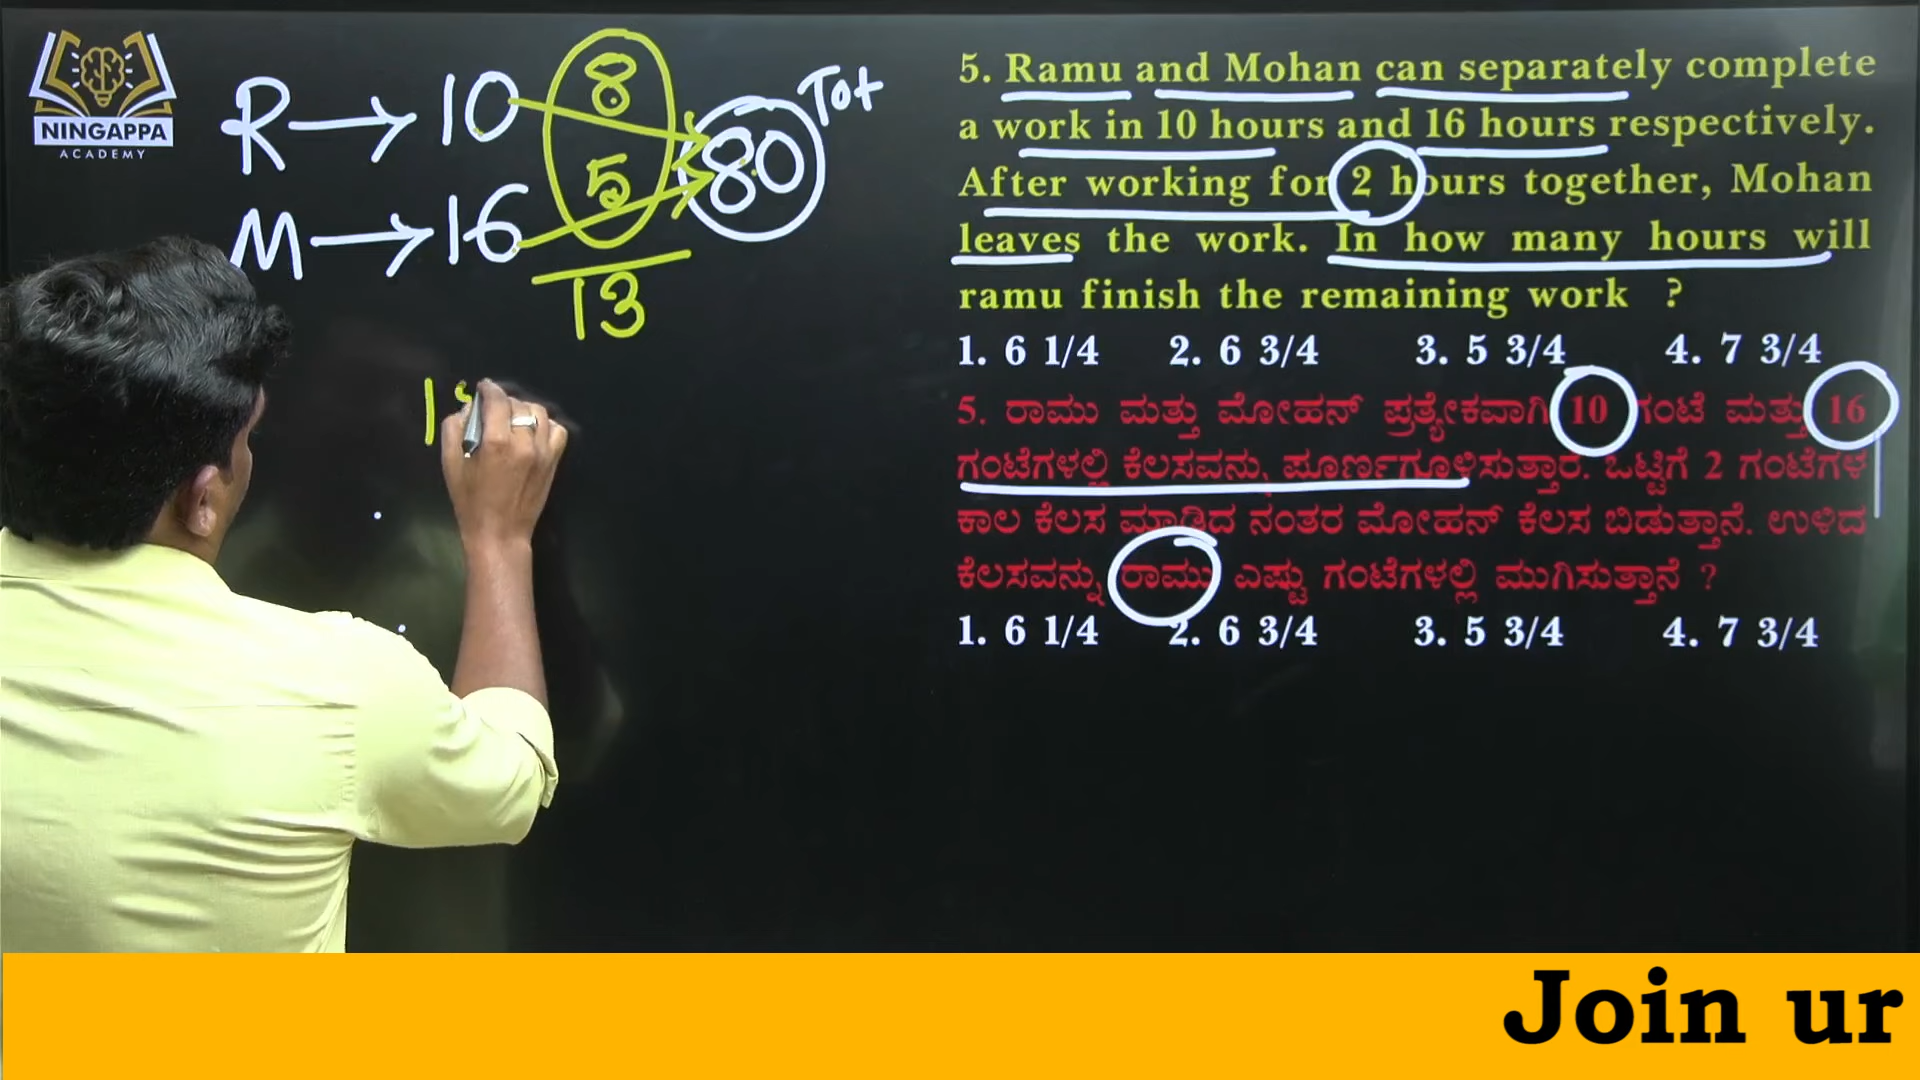 NINGAPPA
ACADEMY
R → 10 8
M → 16 5
80 Tot
13
5. Ramu and Mohan can separately complete
a work in 10 hours and 16 hours respectively.
After working for 2 hours together, Mohan
leaves the work. In how many hours will
ramu finish the remaining work ?
1. 6 1/4 2. 6 3/4 3. 5 3/4 4. 7 3/4
5. ರಾಮು ಮತ್ತು ಮೋಹನ್ ಪ್ರತ್ಯೇಕವಾಗಿ 10 ಗಂಟೆ ಮತ್ತು 16
ಗಂಟೆಗಳಲ್ಲಿ ಕೆಲಸವನ್ನು ಪೂರ್ಣಗೂಳಿಸುತ್ತಾರೆ. ಒಟ್ಟಿಗೆ 2 ಗಂಟೆಗಳ
ಕಾಲ ಕೆಲಸ ಮಾಡಿದ ನಂತರ ಮೋಹನ್ ಕೆಲಸ ಬಿಡುತ್ತಾನೆ. ಉಳಿದ
ಕೆಲಸವನ್ನು ರಾಮು ಎಷ್ಟು ಗಂಟೆಗಳಲ್ಲಿ ಮುಗಿಸುತ್ತಾನೆ ?
1. 6 1/4 2. 6 3/4 3. 5 3/4 4. 7 3/4
Join ur